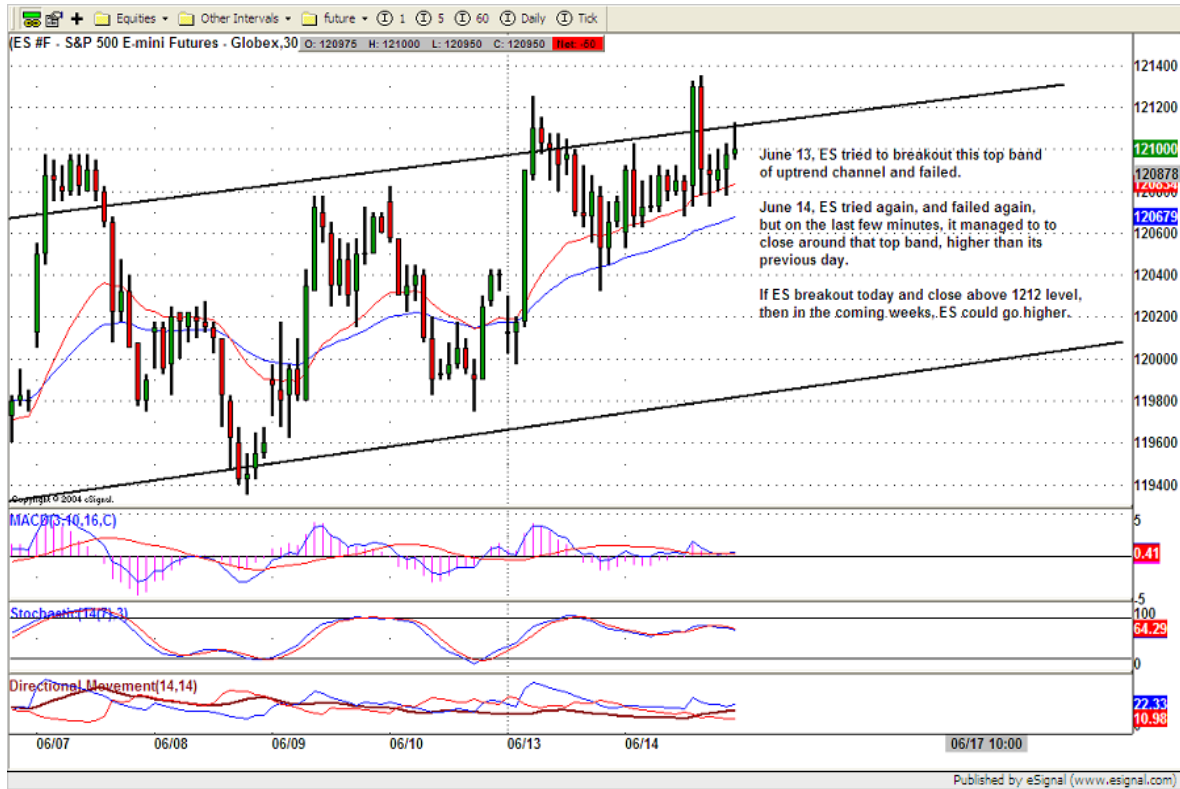 Equities Other Intervals future 1 5 60 Daily Tick
(ES #F - S&P 500 E-mini Futures - Globex,30 O: 120975 H: 121000 L: 120950 C: 120950 Net: -50
121400
121200
121000
120878
120834
120800
120679
120600
120400
120200
120000
119800
119600
119400
June 13, ES tried to breakout this top band
of uptrend channel and failed.
June 14, ES tried again, and failed again,
but on the last few minutes, it managed to to
close around that top band, higher than its
previous day.
If ES breakout today and close above 1212 level,
then in the coming weeks, ES could go higher.
Copyright © 2004 eSignal.
MACD(3-10,16,C)
5
0.41
-5
Stochastic(14(7),3)
100
64.29
0
Directional Movement(14,14)
22.33
10.98
06/07 06/08 06/09 06/10 06/13 06/14 06/17 10:00
Published by eSignal (www.esignal.com)